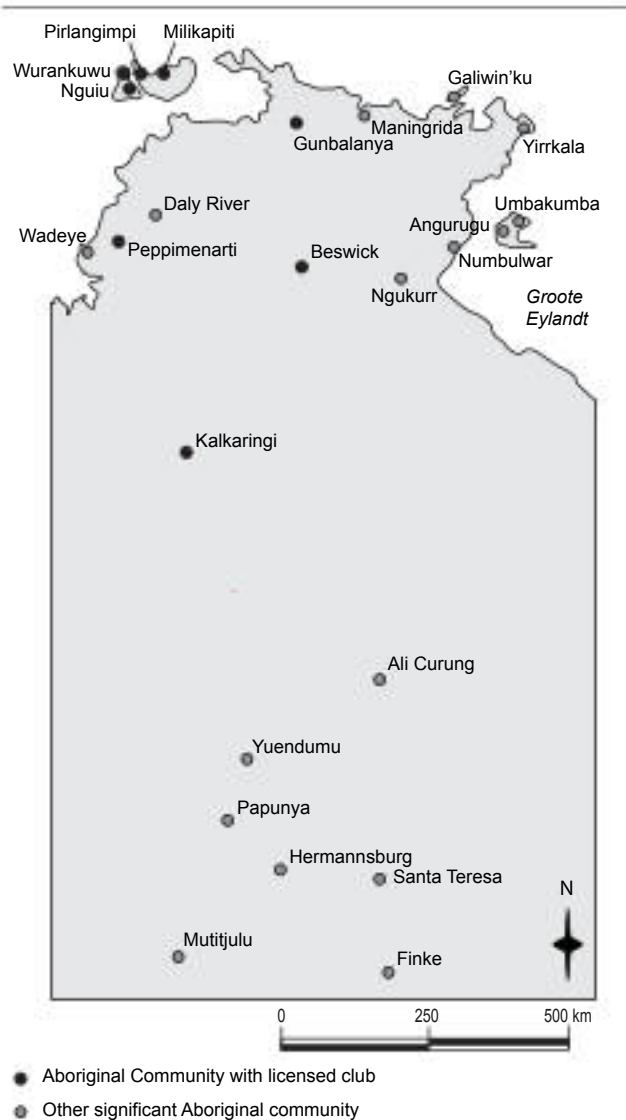 Pirlangimpi Milikapiti
Wurankuwu
Nguiu
Galiwin'ku
Maningrida
Gunbalanya
Yirrkala
Daly River
Umbakumba
Angurugu
Wadeye
Peppimenarti
Beswick
Numbulwar
Ngukurr
Groote
Eylandt
Kalkaringi
Ali Curung
Yuendumu
Papunya
Hermannsburg
Santa Teresa
N
Mutitjulu
Finke
0 250 500 km
Aboriginal Community with licensed club
Other significant Aboriginal community